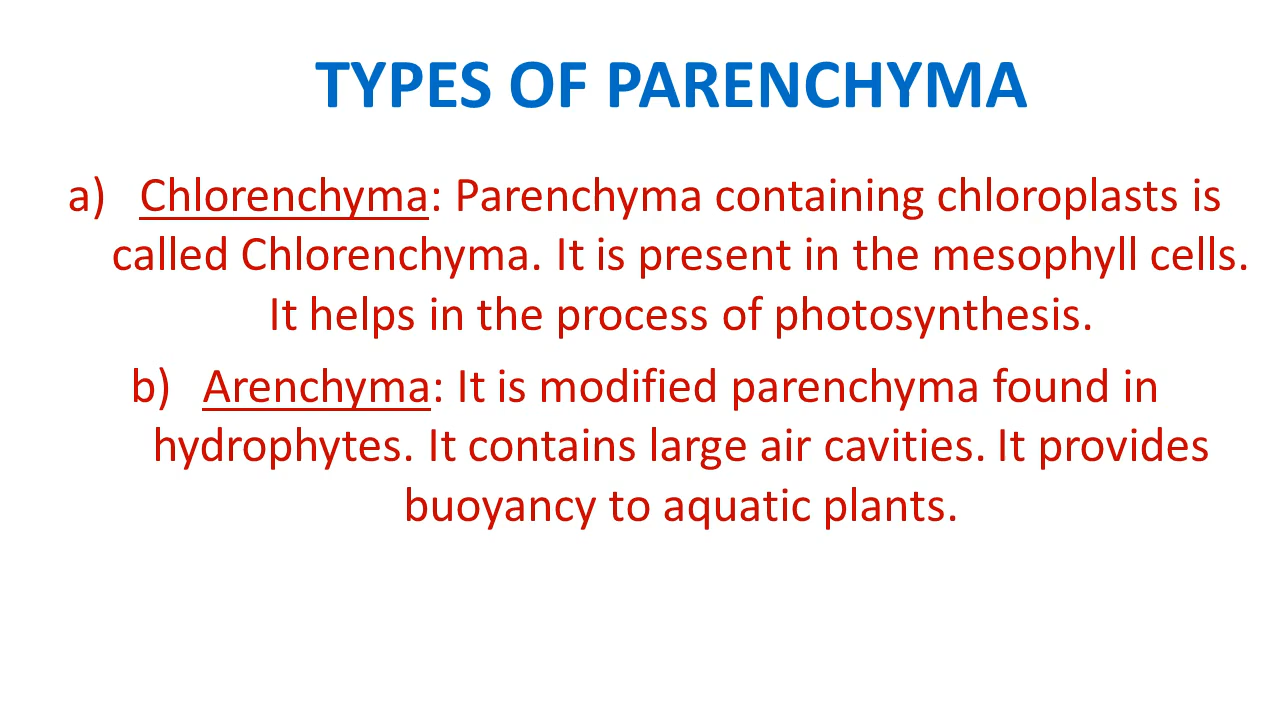 TYPES OF PARENCHYMA
a) Chlorenchyma: Parenchyma containing chloroplasts is
called Chlorenchyma. It is present in the mesophyll cells.
It helps in the process of photosynthesis.
b) Arenchyma: It is modified parenchyma found in
hydrophytes. It contains large air cavities. It provides
buoyancy to aquatic plants.